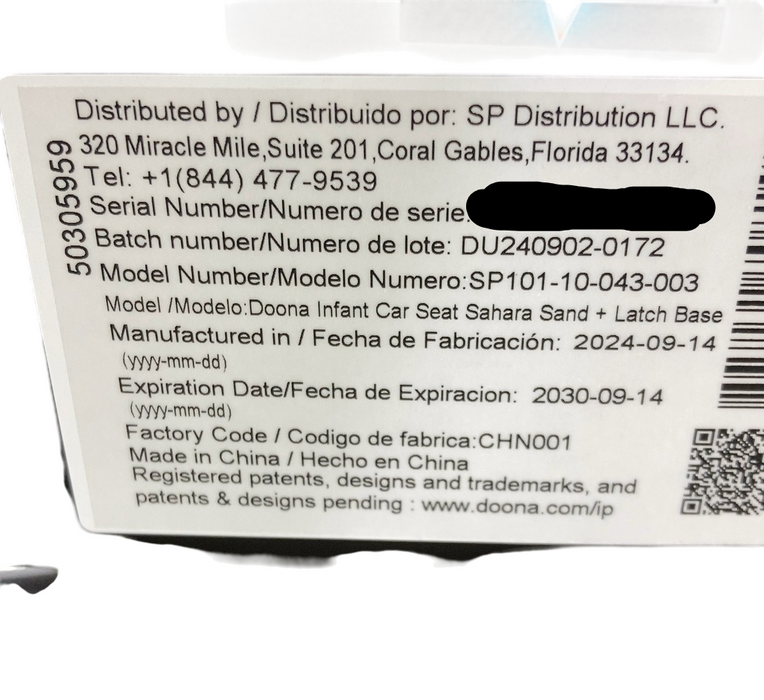 Distributed by / Distribuido por: SP Distribution LLC.
320 Miracle Mile,Suite 201,Coral Gables,Florida 33134.
Tel: +1(844) 477-9539
Serial Number/Numero de serie:
Batch number/Numero de lote: DU240902-0172
Model Number/Modelo Numero:SP101-10-043-003
Model /Modelo:Doona Infant Car Seat Sahara Sand + Latch Base
Manufactured in / Fecha de Fabricación: 2024-09-14
(yyyy-mm-dd)
Expiration Date/Fecha de Expiracion: 2030-09-14
(yyyy-mm-dd)
Factory Code / Codigo de fabrica:CHN001
Made in China / Hecho en China
Registered patents, designs and trademarks, and
patents & designs pending : www.doona.com/ip
50305959